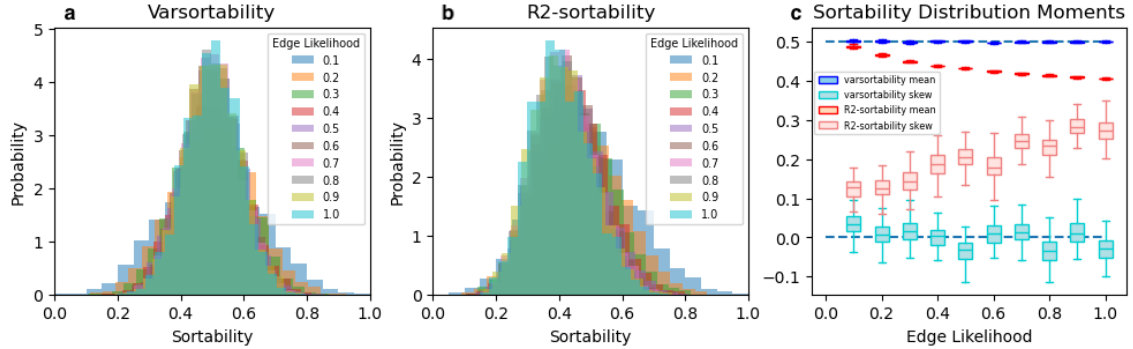 a Varsortability
Probability
5
4
3
2
1
0
0.0 0.2 0.4 0.6 0.8 1.0
Sortability
Edge Likelihood
0.1
0.2
0.3
0.4
0.5
0.6
0.7
0.8
0.9
1.0
b R2-sortability
Probability
4
3
2
1
0
0.0 0.2 0.4 0.6 0.8 1.0
Sortability
Edge Likelihood
0.1
0.2
0.3
0.4
0.5
0.6
0.7
0.8
0.9
1.0
c Sortability Distribution Moments
0.5
0.4
0.3
0.2
0.1
0.0
−0.1
varsortability mean
varsortability skew
R2-sortability mean
R2-sortability skew
0.0 0.2 0.4 0.6 0.8 1.0
Edge Likelihood